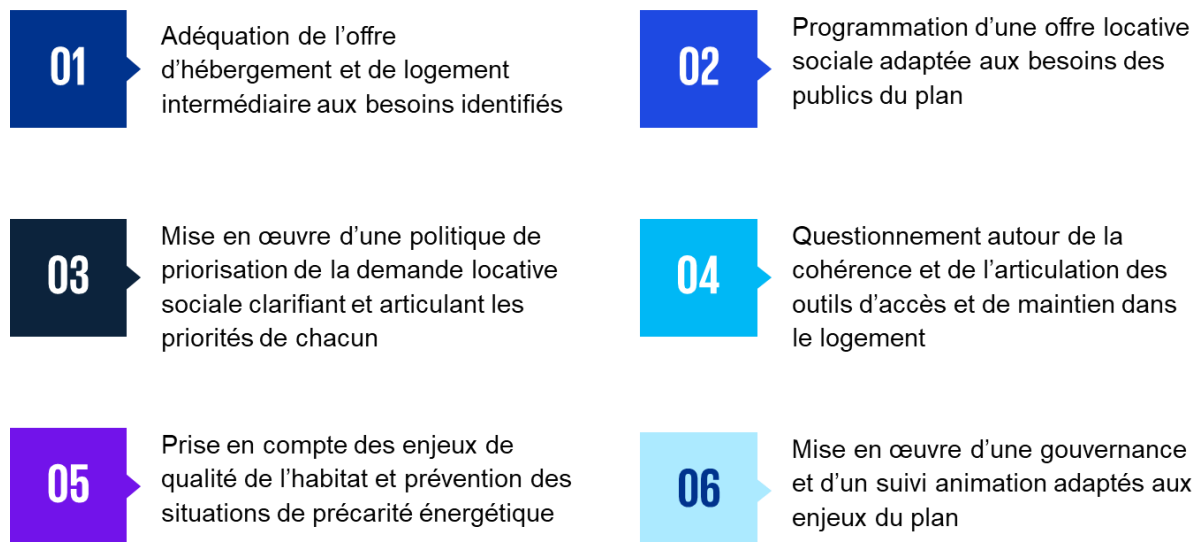 01
Adéquation de l’offre
d’hébergement et de logement
intermédiaire aux besoins identifiés
02
Programmation d’une offre locative
sociale adaptée aux besoins des
publics du plan
03
Mise en œuvre d’une politique de
priorisation de la demande locative
sociale clarifiant et articulant les
priorités de chacun
04
Questionnement autour de la
cohérence et de l’articulation des
outils d’accès et de maintien dans
le logement
05
Prise en compte des enjeux de
qualité de l’habitat et prévention des
situations de précarité énergétique
06
Mise en œuvre d’une gouvernance
et d’un suivi animation adaptés aux
enjeux du plan